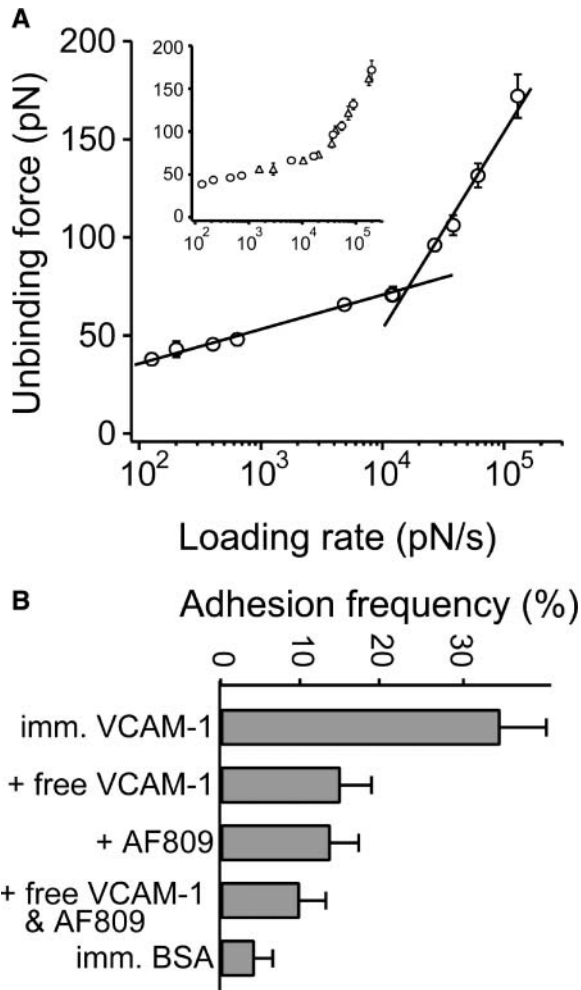 A
200
150
100
50
0
Unbinding force (pN)
200
150
100
50
0
10² 10³ 10⁴ 10⁵
10² 10³ 10⁴ 10⁵
Loading rate (pN/s)
B
Adhesion frequency (%)
0 10 20 30
imm. VCAM-1
+ free VCAM-1
+ AF809
+ free VCAM-1
& AF809
imm. BSA